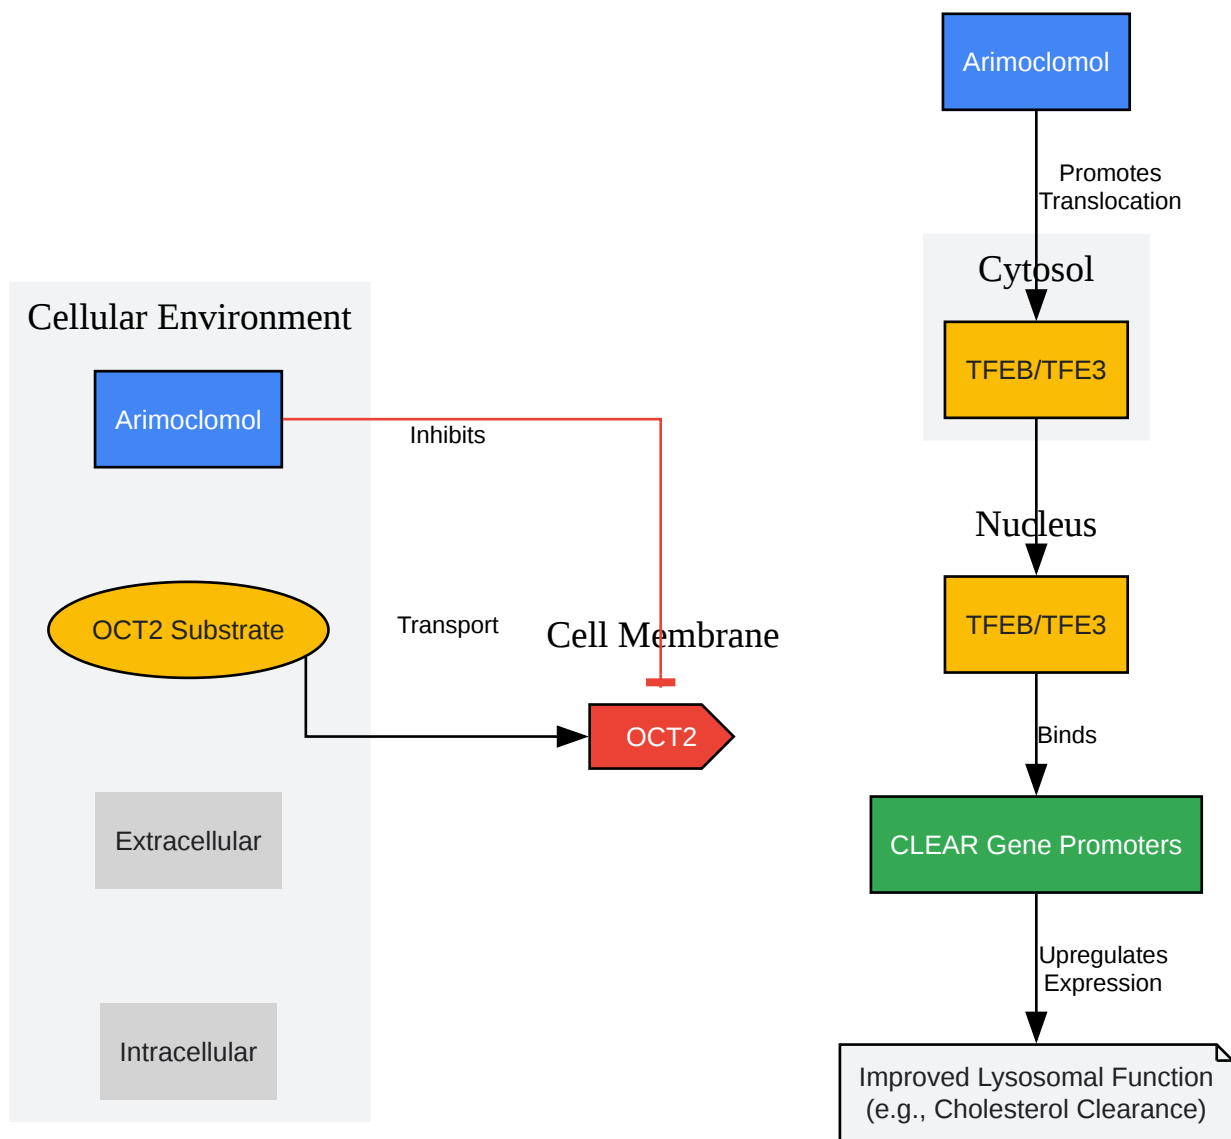 Cellular Environment
Arimoclomol
Inhibits
OCT2 Substrate
Transport
Cell Membrane
OCT2
Extracellular
Intracellular
Arimoclomol
Promotes
Translocation
Cytosol
TFEB/TFE3
Nucleus
TFEB/TFE3
Binds
CLEAR Gene Promoters
Upregulates
Expression
Improved Lysosomal Function
(e.g., Cholesterol Clearance)